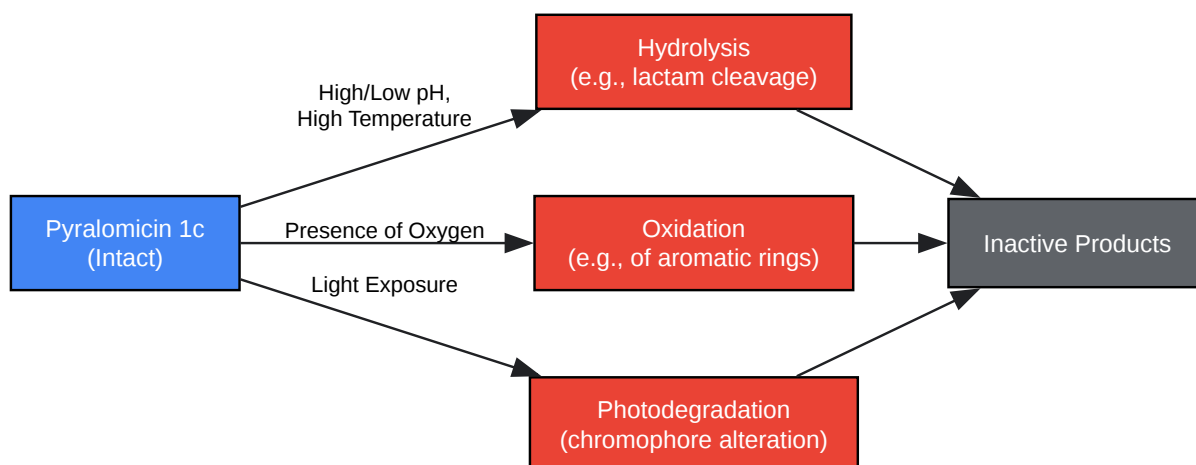 Hydrolysis
(e.g., lactam cleavage)
High/Low pH,
High Temperature
Pyralomicin 1c
(Intact)
Presence of Oxygen
Oxidation
(e.g., of aromatic rings)
Inactive Products
Light Exposure
Photodegradation
(chromophore alteration)